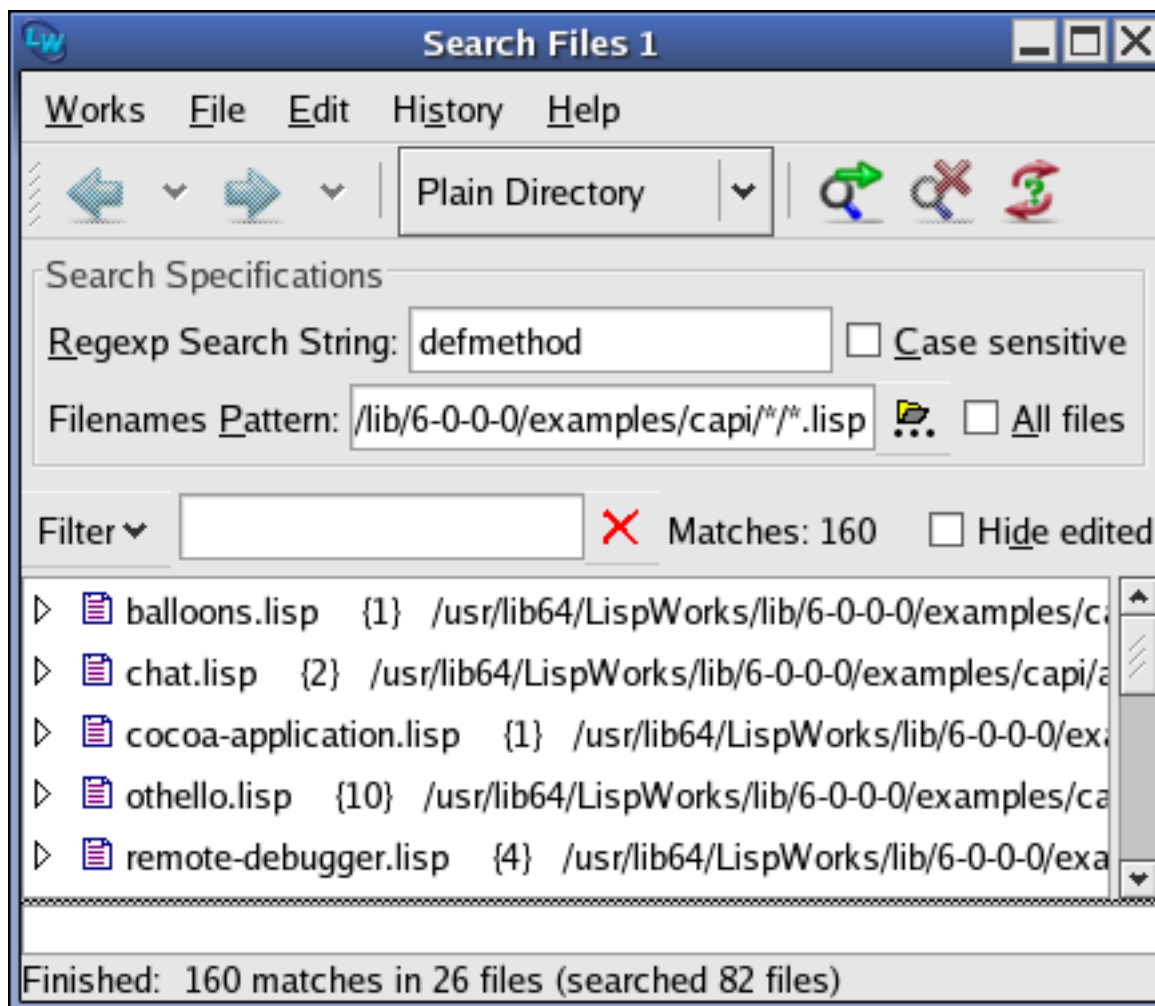 LW Search Files 1
Works File Edit History Help
Plain Directory
Search Specifications
Regexp Search String: defmethod Case sensitive
Filenames Pattern: /lib/6-0-0-0/examples/capi/*/*.lisp All files
Filter Matches: 160 Hide edited
balloons.lisp {1} /usr/lib64/LispWorks/lib/6-0-0-0/examples/ca
chat.lisp {2} /usr/lib64/LispWorks/lib/6-0-0-0/examples/capi/a
cocoa-application.lisp {1} /usr/lib64/LispWorks/lib/6-0-0-0/exa
othello.lisp {10} /usr/lib64/LispWorks/lib/6-0-0-0/examples/ca
remote-debugger.lisp {4} /usr/lib64/LispWorks/lib/6-0-0-0/exa
Finished: 160 matches in 26 files (searched 82 files)